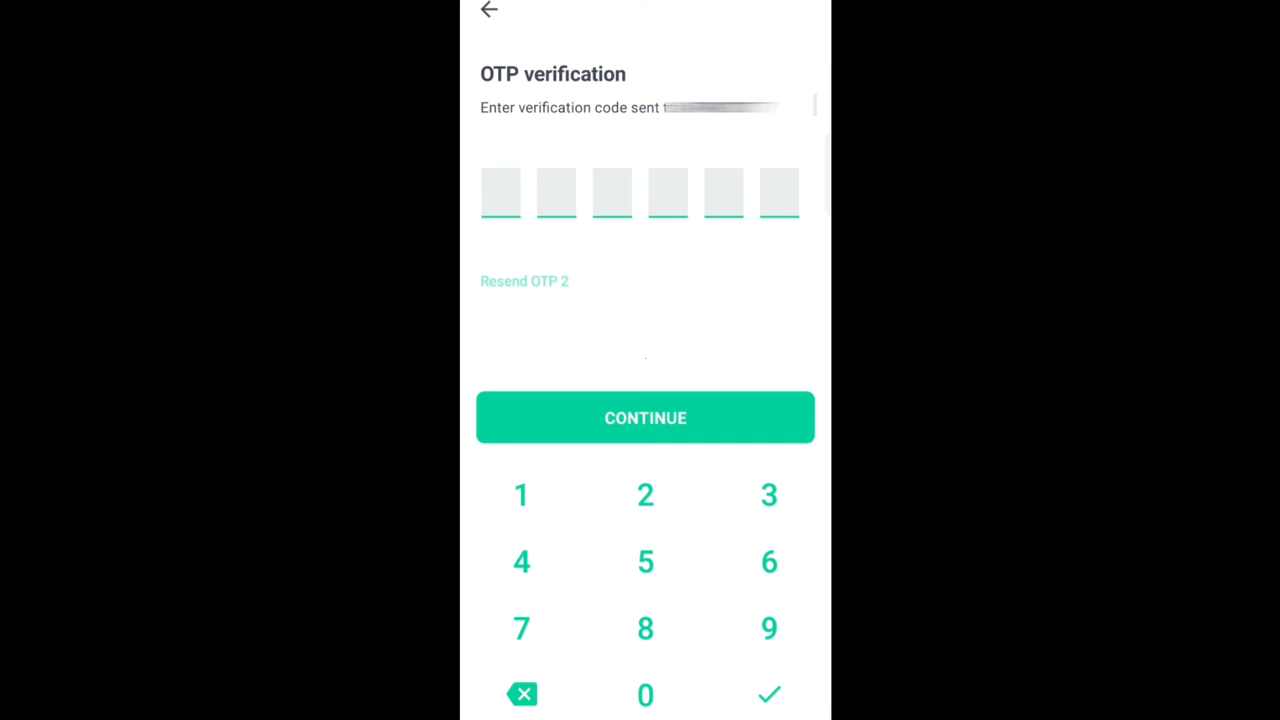 OTP verification
Enter verification code sent
Resend OTP 2
CONTINUE
1 2 3
4 5 6
7 8 9
0